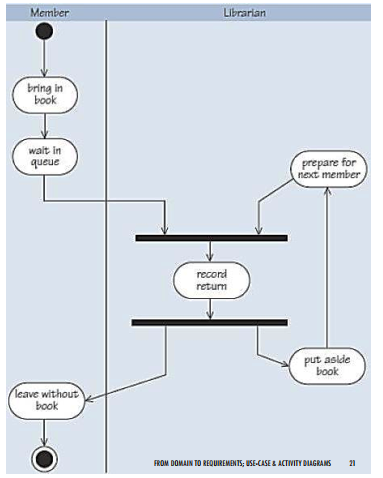 Member
Librarian
bring in
book
wait in
queue
prepare for
next member
record
return
put aside
book
leave without
book
FROM DOMAIN TO REQUIREMENTS; USE-CASE & ACTIVITY DIAGRAMS 21